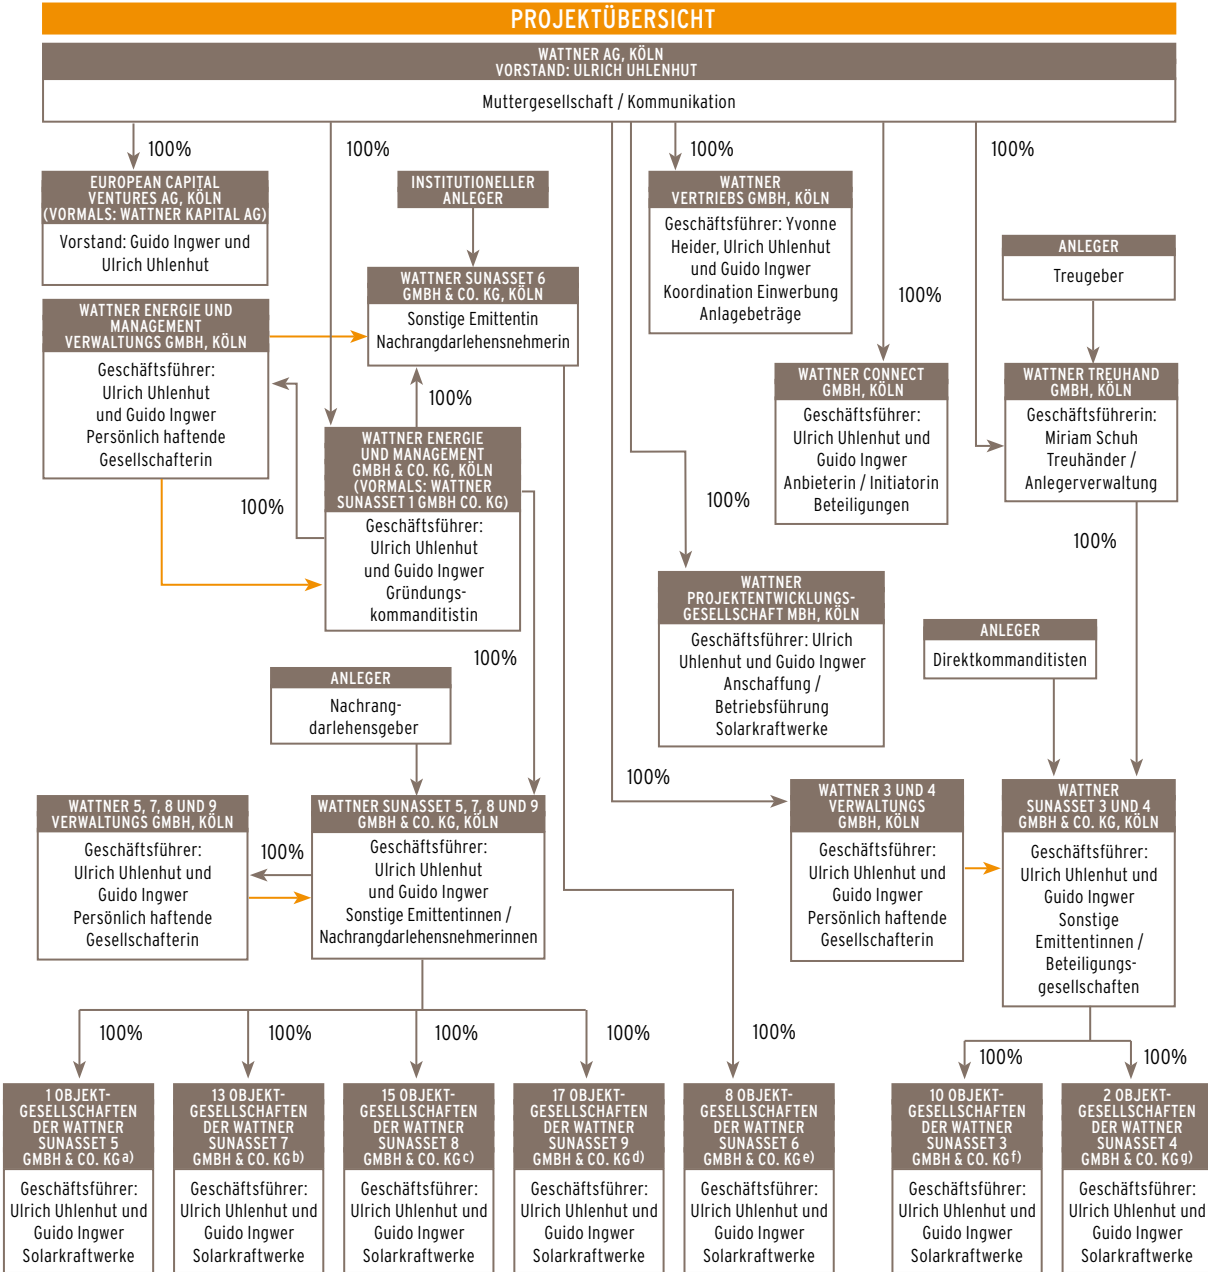 PROJEKTÜBERSICHT
WATTNER AG, KÖLN
VORSTAND: ULRICH UHLENHUT
Muttergesellschaft / Kommunikation
100%
100%
100%
100%
100%
EUROPEAN CAPITAL
VENTURES AG, KÖLN
(VORMALS: WATTNER KAPITAL AG)
Vorstand: Guido Ingwer und
Ulrich Uhlenhut
INSTITUTIONELLER
ANLEGER
WATTNER
VERTRIEBS GMBH, KÖLN
Geschäftsführer: Yvonne
Heider, Ulrich Uhlenhut
und Guido Ingwer
Koordination Einwerbung
Anlagebeträge
ANLEGER
Treugeber
WATTNER SUNASSET 6
GMBH & CO. KG, KÖLN
Sonstige Emittentin
Nachrangdarlehensnehmerin
WATTNER ENERGIE UND
MANAGEMENT
VERWALTUNGS GMBH, KÖLN
Geschäftsführer:
Ulrich Uhlenhut
und Guido Ingwer
Persönlich haftende
Gesellschafterin
100%
WATTNER CONNECT
GMBH, KÖLN
Geschäftsführer:
Ulrich Uhlenhut und
Guido Ingwer
Anbieterin / Initiatorin
Beteiligungen
WATTNER TREUHAND
GMBH, KÖLN
Geschäftsführerin:
Miriam Schuh
Treuhänder /
Anlegerverwaltung
WATTNER ENERGIE
UND MANAGEMENT
GMBH & CO. KG, KÖLN
(VORMALS: WATTNER
SUNASSET 1 GMBH CO. KG)
Geschäftsführer:
Ulrich Uhlenhut
und Guido Ingwer
Gründungs-
kommanditistin
100%
100%
100%
WATTNER
PROJEKTENTWICKLUNGS-
GESELLSCHAFT MBH, KÖLN
Geschäftsführer: Ulrich
Uhlenhut und Guido Ingwer
Anschaffung /
Betriebsführung
Solarkraftwerke
ANLEGER
Direktkommanditisten
100%
ANLEGER
Nachrang-
darlehensgeber
100%
WATTNER 5, 7, 8 UND 9
VERWALTUNGS GMBH, KÖLN
Geschäftsführer:
Ulrich Uhlenhut und
Guido Ingwer
Persönlich haftende
Gesellschafterin
100%
WATTNER SUNASSET 5, 7, 8 UND 9
GMBH & CO. KG, KÖLN
Geschäftsführer:
Ulrich Uhlenhut
und Guido Ingwer
Sonstige Emittentinnen /
Nachrangdarlehensnehmerinnen
WATTNER 3 UND 4
VERWALTUNGS
GMBH, KÖLN
Geschäftsführer:
Ulrich Uhlenhut und
Guido Ingwer
Persönlich haftende
Gesellschafterin
WATTNER
SUNASSET 3 UND 4
GMBH & CO. KG, KÖLN
Geschäftsführer:
Ulrich Uhlenhut und
Guido Ingwer
Sonstige
Emittentinnen /
Beteiligungs-
gesellschaften
100%
100%
100%
100%
100%
100%
100%
1 OBJEKT-
GESELLSCHAFTEN
DER WATTNER
SUNASSET 5
GMBH & CO. KGa)
Geschäftsführer:
Ulrich Uhlenhut und
Guido Ingwer
Solarkraftwerke
13 OBJEKT-
GESELLSCHAFTEN
DER WATTNER
SUNASSET 7
GMBH & CO. KGb)
Geschäftsführer:
Ulrich Uhlenhut und
Guido Ingwer
Solarkraftwerke
15 OBJEKT-
GESELLSCHAFTEN
DER WATTNER
SUNASSET 8
GMBH & CO. KGc)
Geschäftsführer:
Ulrich Uhlenhut und
Guido Ingwer
Solarkraftwerke
17 OBJEKT-
GESELLSCHAFTEN
DER WATTNER
SUNASSET 9
GMBH & CO. KGd)
Geschäftsführer:
Ulrich Uhlenhut und
Guido Ingwer
Solarkraftwerke
8 OBJEKT-
GESELLSCHAFTEN
DER WATTNER
SUNASSET 6
GMBH & CO. KGe)
Geschäftsführer:
Ulrich Uhlenhut und
Guido Ingwer
Solarkraftwerke
10 OBJEKT-
GESELLSCHAFTEN
DER WATTNER
SUNASSET 3
GMBH & CO. KGf)
Geschäftsführer:
Ulrich Uhlenhut und
Guido Ingwer
Solarkraftwerke
2 OBJEKT-
GESELLSCHAFTEN
DER WATTNER
SUNASSET 4
GMBH & CO. KGg)
Geschäftsführer:
Ulrich Uhlenhut und
Guido Ingwer
Solarkraftwerke